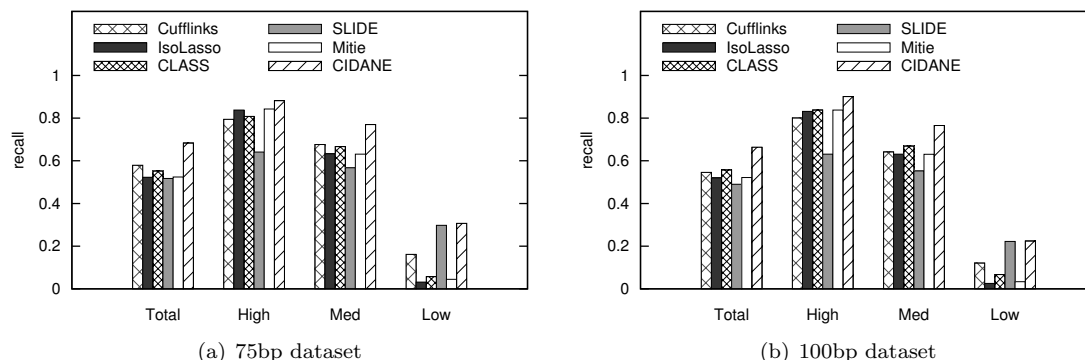 Cufflinks
IsoLasso
CLASS
SLIDE
Mitie
CIDANE
recall
1
0.8
0.6
0.4
0.2
0
Total High Med Low
(a) 75bp dataset
Cufflinks
IsoLasso
CLASS
SLIDE
Mitie
CIDANE
recall
1
0.8
0.6
0.4
0.2
0
Total High Med Low
(b) 100bp dataset